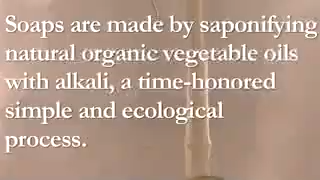 Soaps are made by saponifying
natural organic vegetable oils
with alkali, a time-honored
simple and ecological
process.